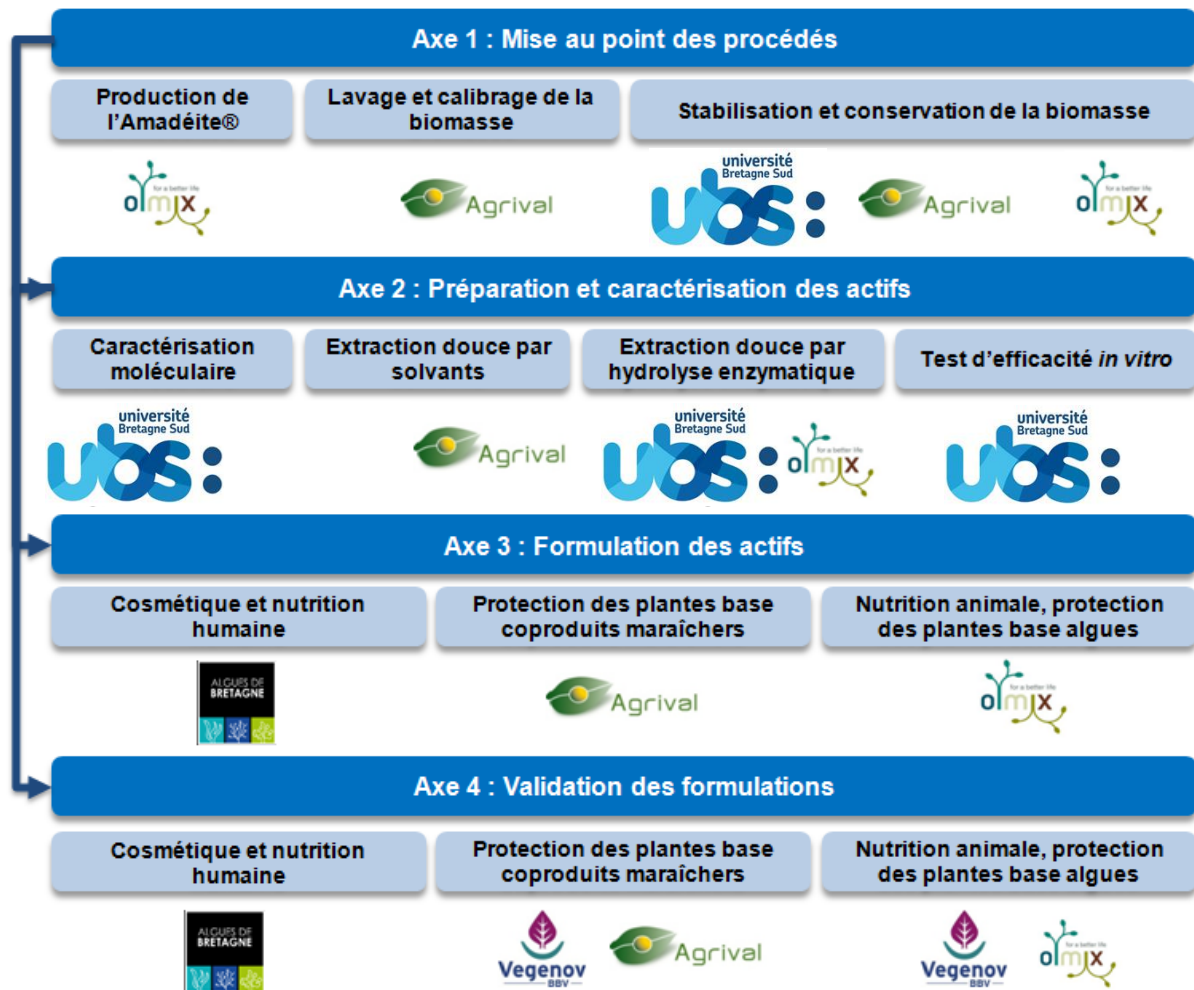 Axe 1 : Mise au point des procédés
Production de
l'Amadéite®
Lavage et calibrage de la
biomasse
Stabilisation et conservation de la biomasse
for a better life
olmix
Agrival
université
Bretagne Sud
ubs:
Agrival
for a better life
olmix
Axe 2 : Préparation et caractérisation des actifs
Caractérisation
moléculaire
Extraction douce par
solvants
Extraction douce par
hydrolyse enzymatique
Test d'efficacité in vitro
université
Bretagne Sud
ubs:
Agrival
université
Bretagne Sud
ubs:
for a better life
olmix
université
Bretagne Sud
ubs:
Axe 3 : Formulation des actifs
Cosmétique et nutrition
humaine
Protection des plantes base
coproduits maraîchers
Nutrition animale, protection
des plantes base algues
ALGUES DE
BRETAGNE
Agrival
for a better life
olmix
Axe 4 : Validation des formulations
Cosmétique et nutrition
humaine
Protection des plantes base
coproduits maraîchers
Nutrition animale, protection
des plantes base algues
ALGUES DE
BRETAGNE
Vegenov
BBV
Agrival
Vegenov
BBV
for a better life
olmix